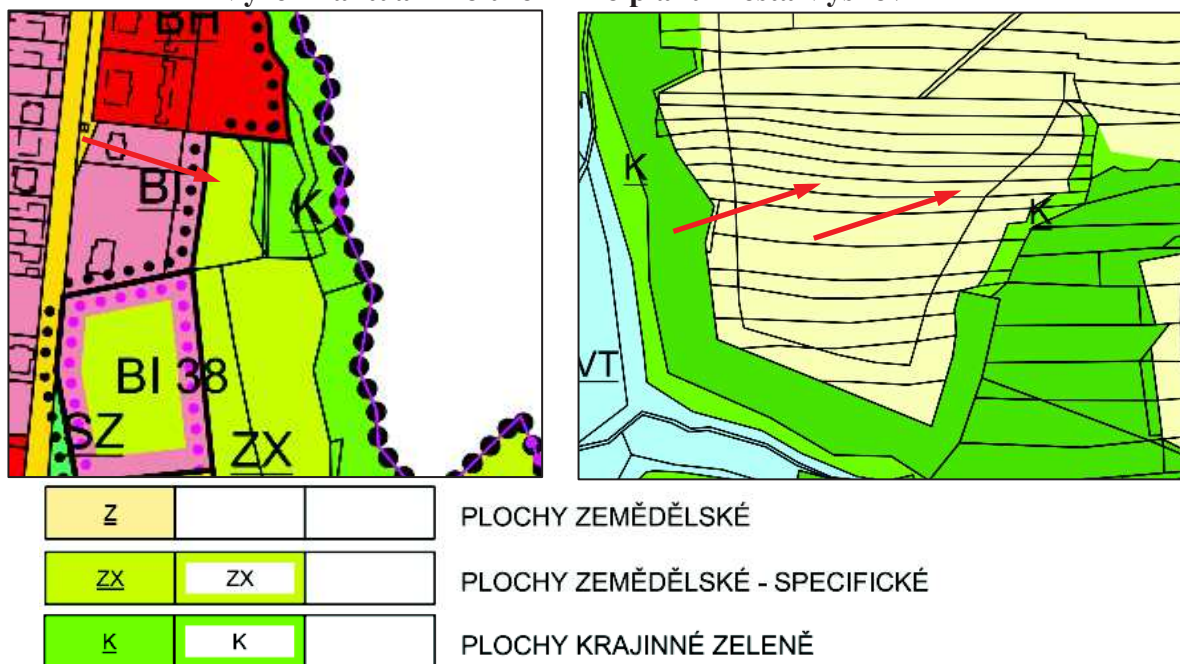 BH
BI
K
BI 38
SZ
ZX
K
K
VT
Z PLOCHY ZEMĚDĚLSKÉ
ZX ZX PLOCHY ZEMĚDĚLSKÉ - SPECIFICKÉ
K K PLOCHY KRAJINNÉ ZELENĚ